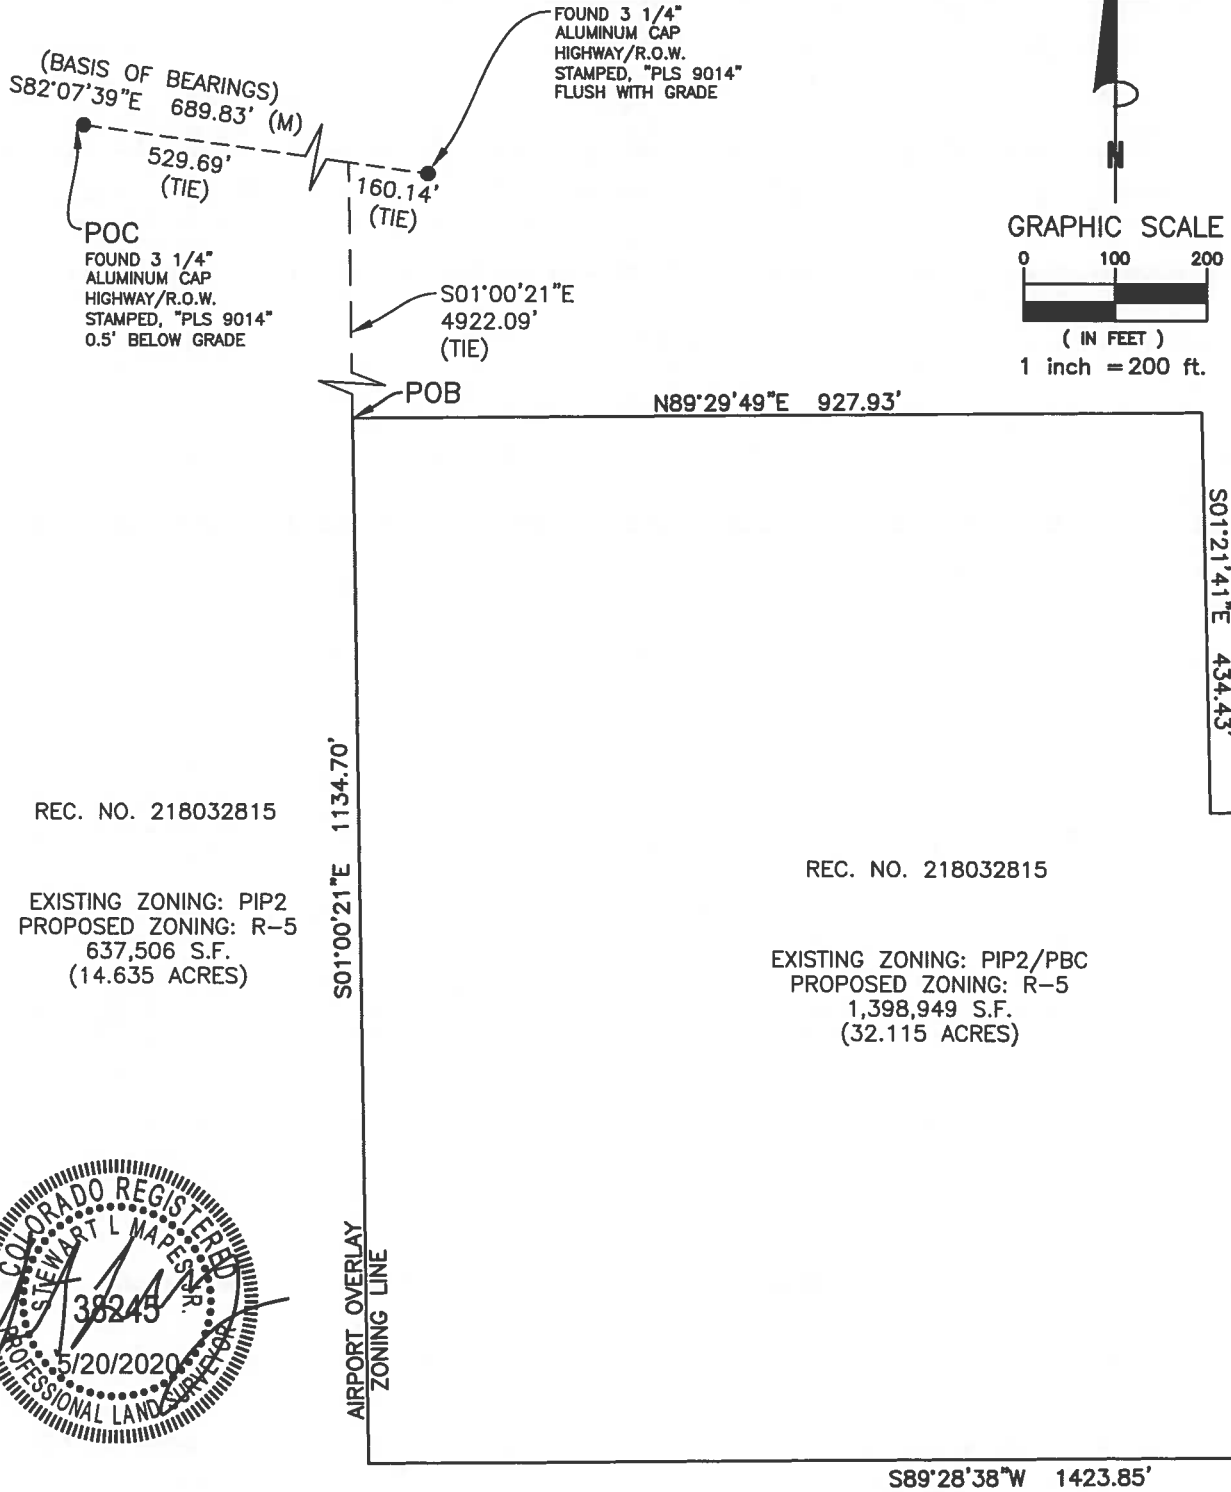 FOUND 3 1/4"
ALUMINUM CAP
HIGHWAY/R.O.W.
STAMPED, "PLS 9014"
FLUSH WITH GRADE
(BASIS OF BEARINGS)
S82°07'39"E 689.83' (M)
529.69'
(TIE)
160.14'
(TIE)
POC
FOUND 3 1/4"
ALUMINUM CAP
HIGHWAY/R.O.W.
STAMPED, "PLS 9014"
0.5' BELOW GRADE
S01°00'21"E
4922.09'
(TIE)
N
GRAPHIC SCALE
0 100 200
( IN FEET )
1 inch = 200 ft.
POB
N89°29'49"E 927.93'
S01°21'41"E 434.43'
S01°00'21"E 1134.70'
REC. NO. 218032815
EXISTING ZONING: PIP2
PROPOSED ZONING: R-5
637,506 S.F.
(14.635 ACRES)
REC. NO. 218032815
EXISTING ZONING: PIP2/PBC
PROPOSED ZONING: R-5
1,398,949 S.F.
(32.115 ACRES)
COLORADO REGISTERED
STEWART L MAPES JR.
38245
5/20/2020
PROFESSIONAL LAND SURVEYOR
AIRPORT OVERLAY
ZONING LINE
S89°28'38"W 1423.85'